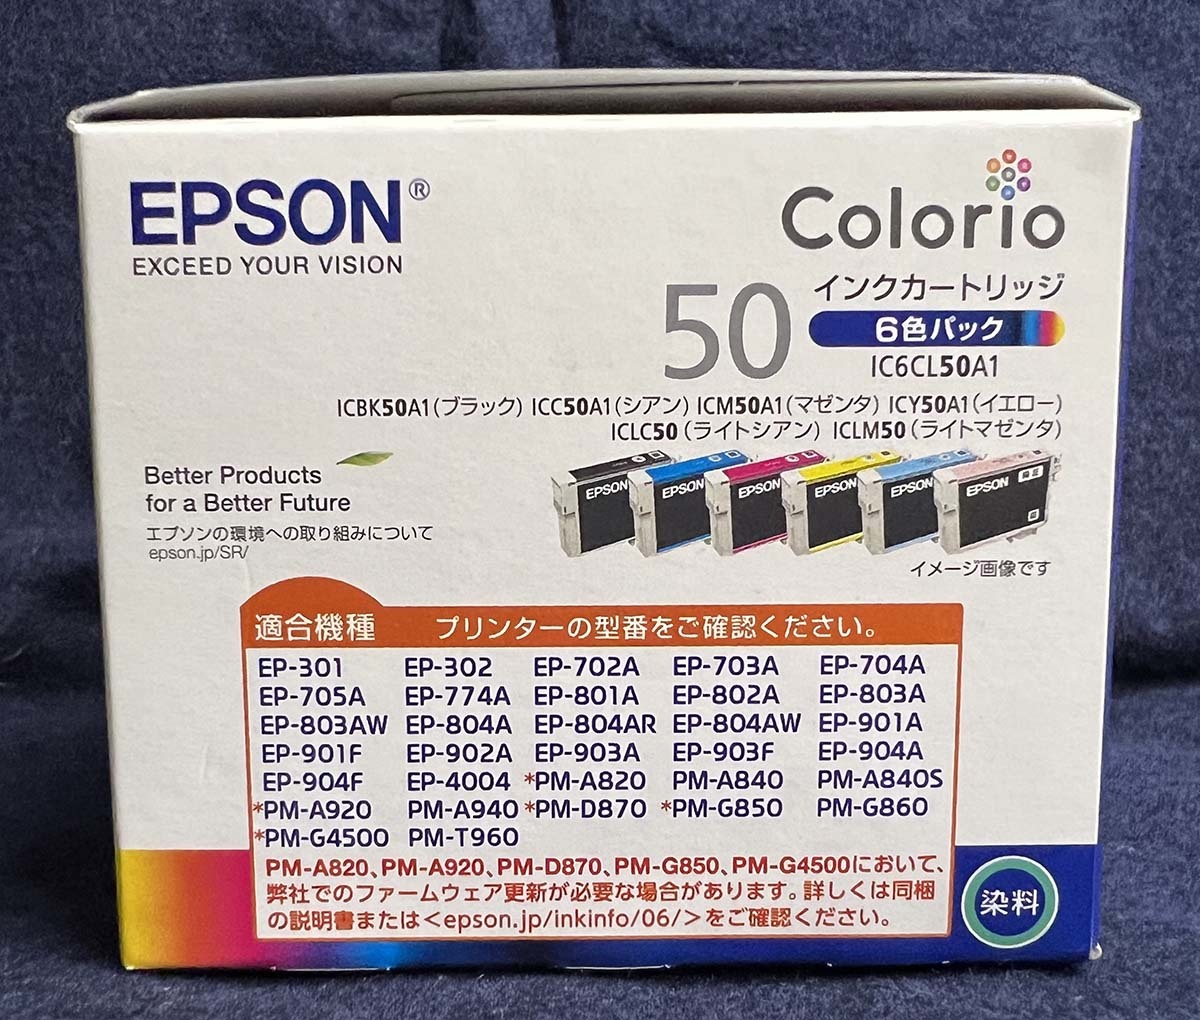 EPSON®
EXCEED YOUR VISION
Colorio
50
インクカートリッジ
6色パック
IC6CL50A1
ICBK50A1(ブラック) ICC50A1(シアン) ICM50A1(マゼンタ) ICY50A1(イエロー)
ICLC50(ライトシアン) ICLM50(ライトマゼンタ)
Better Products
for a Better Future
エプソンの環境への取り組みについて
epson.jp/SR/
EPSON EPSON EPSON EPSON EPSON EPSON
イメージ画像です
適合機種 プリンターの型番をご確認ください。
EP-301 EP-302 EP-702A EP-703A EP-704A
EP-705A EP-774A EP-801A EP-802A EP-803A
EP-803AW EP-804A EP-804AR EP-804AW EP-901A
EP-901F EP-902A EP-903A EP-903F EP-904A
EP-904F EP-4004 *PM-A820 PM-A840 PM-A840S
*PM-A920 PM-A940 *PM-D870 *PM-G850 PM-G860
*PM-G4500 PM-T960
PM-A820、PM-A920、PM-D870、PM-G850、PM-G4500において、
弊社でのファームウェア更新が必要な場合があります。詳しくは同梱
の説明書または<epson.jp/inkinfo/06/>をご確認ください。
染料